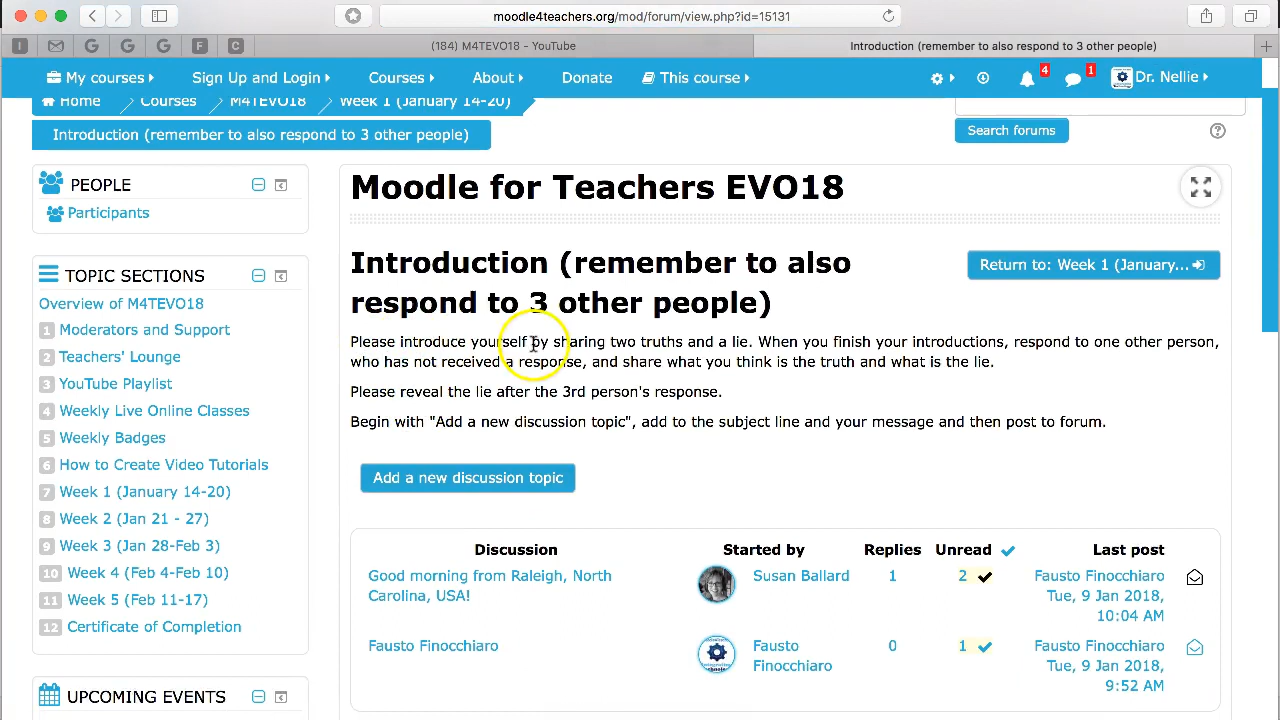 moodle4teachers.org/mod/forum/view.php?id=15131
I G G G F C (184) M4TEVO18 - YouTube Introduction (remember to also respond to 3 other people)
My courses Sign Up and Login Courses About Donate This course 4 1 Dr. Nellie
Home Courses M4TEVO18 Week 1 (January 14-20)
Introduction (remember to also respond to 3 other people)
Search forums
PEOPLE
Participants
TOPIC SECTIONS
Overview of M4TEVO18
1 Moderators and Support
2 Teachers' Lounge
3 YouTube Playlist
4 Weekly Live Online Classes
5 Weekly Badges
6 How to Create Video Tutorials
7 Week 1 (January 14-20)
8 Week 2 (Jan 21 - 27)
9 Week 3 (Jan 28-Feb 3)
10 Week 4 (Feb 4-Feb 10)
11 Week 5 (Feb 11-17)
12 Certificate of Completion
UPCOMING EVENTS
Moodle for Teachers EVO18
Introduction (remember to also
respond to 3 other people)
Return to: Week 1 (January...
Please introduce yourself by sharing two truths and a lie. When you finish your introductions, respond to one other person,
who has not received a response, and share what you think is the truth and what is the lie.
Please reveal the lie after the 3rd person's response.
Begin with "Add a new discussion topic", add to the subject line and your message and then post to forum.
Add a new discussion topic
Discussion Started by Replies Unread Last post
Good morning from Raleigh, North Susan Ballard 1 2 Fausto Finocchiaro
Carolina, USA! Tue, 9 Jan 2018,
10:04 AM
Fausto Finocchiaro Fausto 0 1 Fausto Finocchiaro
Finocchiaro Tue, 9 Jan 2018,
9:52 AM